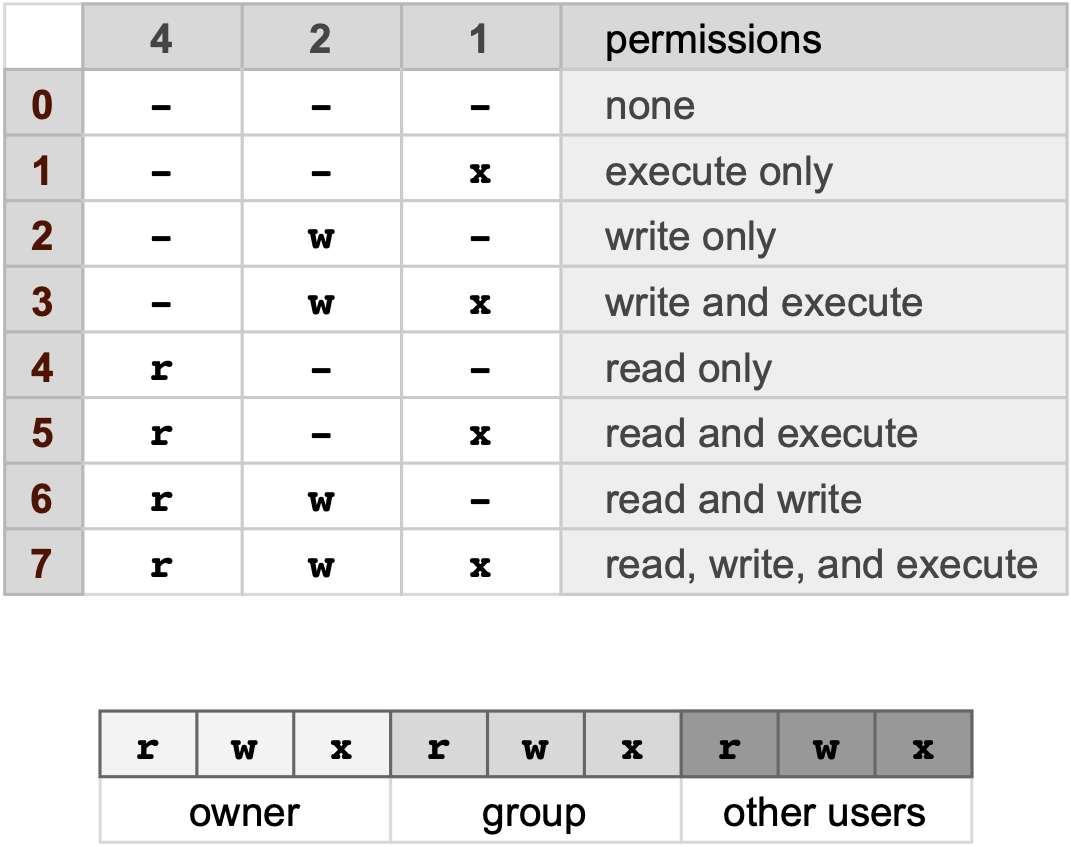 4 2 1 permissions
0 - - - none
1 - - x execute only
2 - w - write only
3 - w x write and execute
4 r - - read only
5 r - x read and execute
6 r w - read and write
7 r w x read, write, and execute
r w x r w x r w x
owner group other users